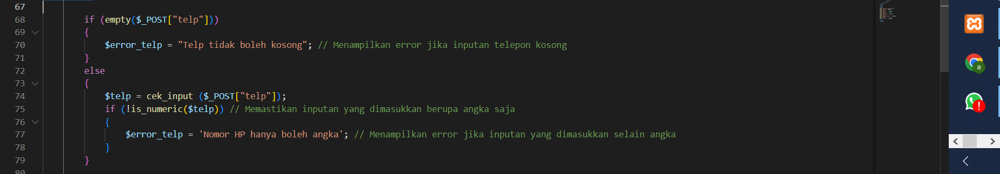 67
68 if (empty($_POST["telp"]))
69 {
70 $error_telp = "Telp tidak boleh kosong"; // Menampilkan error jika inputan telepon kosong
71 }
72 else
73 {
74 $telp = cek_input ($_POST["telp"]);
75 if (!is_numeric($telp)) // Memastikan inputan yang dimasukkan berupa angka saja
76 {
77 $error_telp = 'Nomor HP hanya boleh angka'; // Menampilkan error jika inputan yang dimasukkan selain angka
78 }
79 }
80
a
!